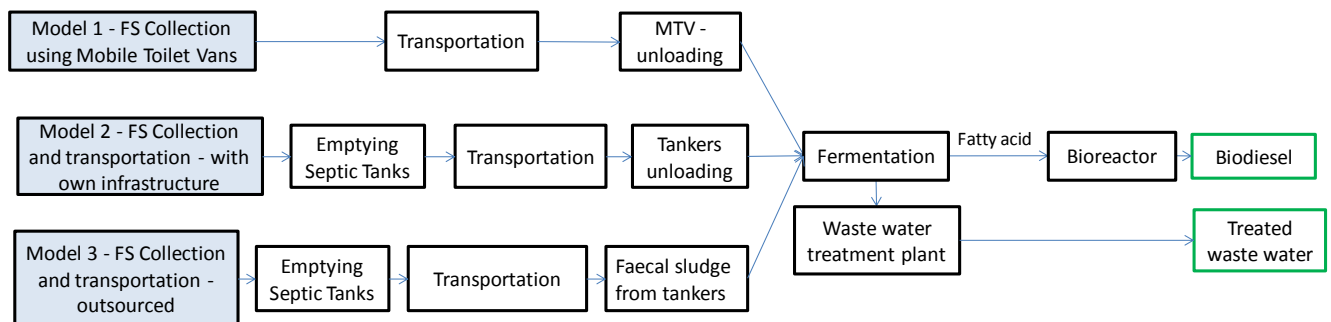 Model 1 - FS Collection
using Mobile Toilet Vans
Transportation
MTV -
unloading
Model 2 - FS Collection
and transportation - with
own infrastructure
Emptying
Septic Tanks
Transportation
Tankers
unloading
Fermentation
Fatty acid
Bioreactor
Biodiesel
Waste water
treatment plant
Treated
waste water
Model 3 - FS Collection
and transportation -
outsourced
Emptying
Septic Tanks
Transportation
Faecal sludge
from tankers